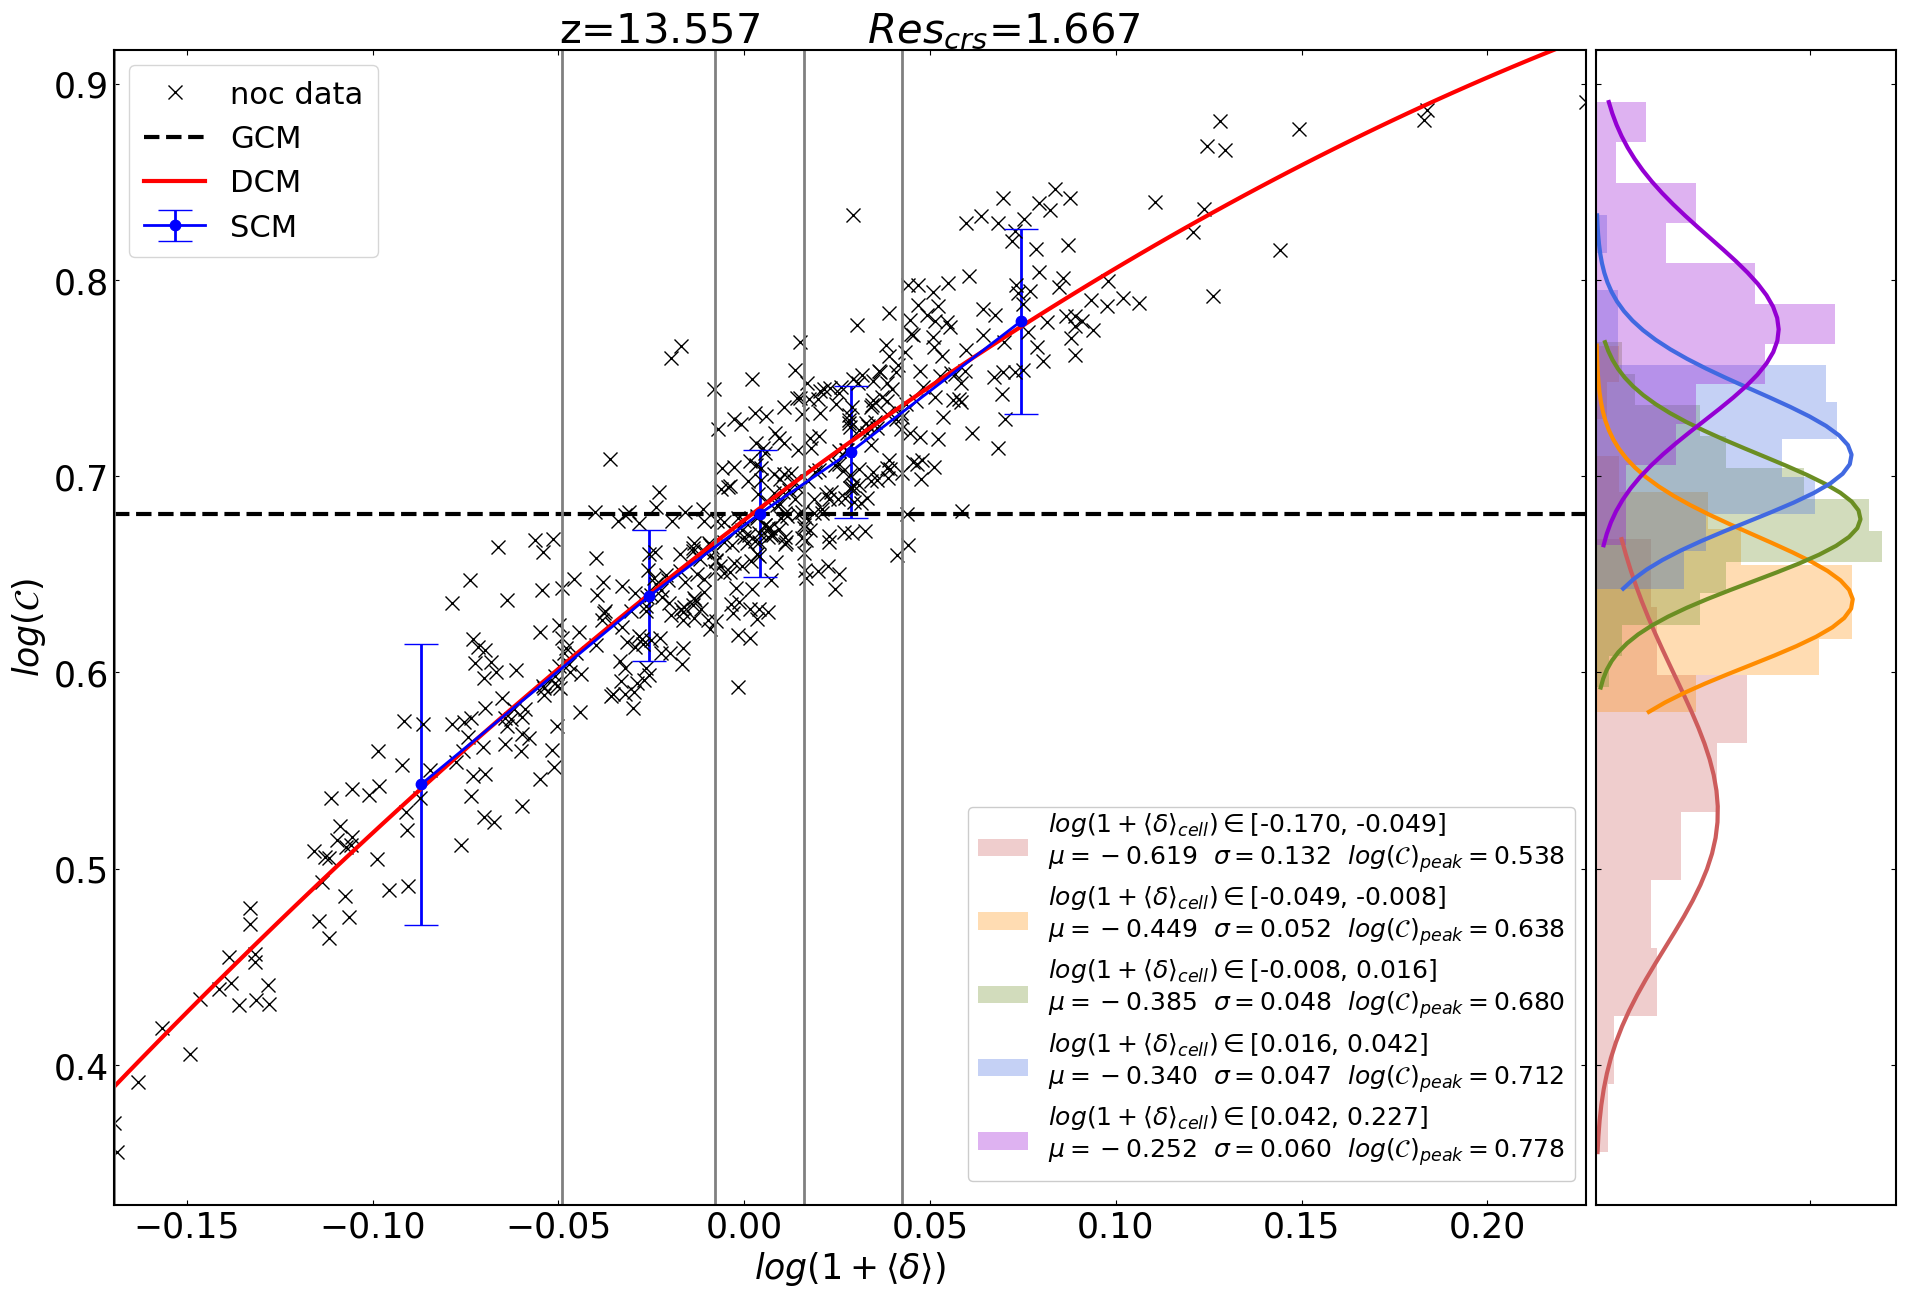 z=13.557 Res_crs=1.667
noc data
GCM
DCM
SCM
0.9
0.8
0.7
0.6
0.5
0.4
log(𝒞)
log(1 + ⟨δ⟩_cell) ∈ [-0.170, -0.049]
μ = −0.619 σ = 0.132 log(𝒞)_peak = 0.538
log(1 + ⟨δ⟩_cell) ∈ [-0.049, -0.008]
μ = −0.449 σ = 0.052 log(𝒞)_peak = 0.638
log(1 + ⟨δ⟩_cell) ∈ [-0.008, 0.016]
μ = −0.385 σ = 0.048 log(𝒞)_peak = 0.680
log(1 + ⟨δ⟩_cell) ∈ [0.016, 0.042]
μ = −0.340 σ = 0.047 log(𝒞)_peak = 0.712
log(1 + ⟨δ⟩_cell) ∈ [0.042, 0.227]
μ = −0.252 σ = 0.060 log(𝒞)_peak = 0.778
−0.15 −0.10 −0.05 0.00 0.05 0.10 0.15 0.20
log(1 + ⟨δ⟩)